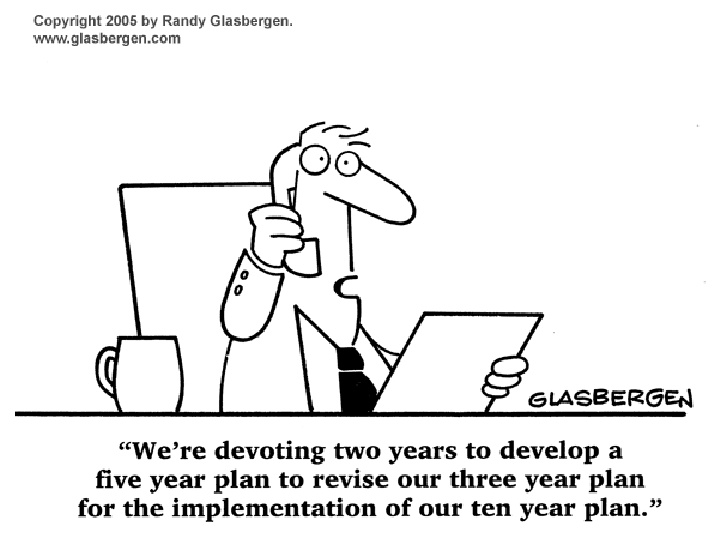 Copyright 2005 by Randy Glasbergen.
www.glasbergen.com
GLASBERGEN
“We’re devoting two years to develop a
five year plan to revise our three year plan
for the implementation of our ten year plan.”